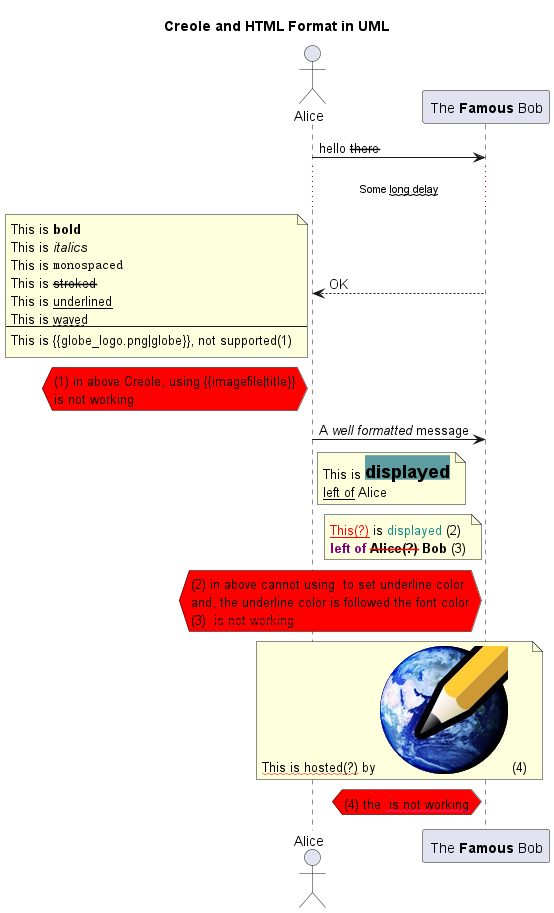 Creole and HTML Format in UML
Alice
The Famous Bob
hello there
Some long delay
This is bold
This is italics
This is monospaced
This is stroked
This is underlined
This is waved
This is {{globe_logo.png|globe}}, not supported(1)
OK
(1) in above Creole, using {{imagefile|title}}
is not working
A well formatted message
This is displayed
left of Alice
This(?) is displayed (2)
left of Alice(?) Bob (3)
(2) in above cannot using  to set underline color
and, the underline color is followed the font color
(3)  is not working
This is hosted(?) by (4)
(4) the  is not working
Alice
The Famous Bob